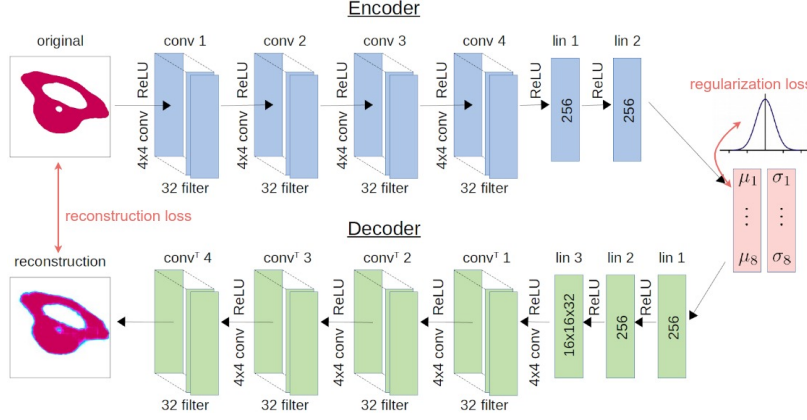 Encoder
original
conv 1
conv 2
conv 3
conv 4
lin 1
lin 2
4x4 conv
ReLU
4x4 conv
ReLU
4x4 conv
ReLU
4x4 conv
ReLU
ReLU
256
ReLU
256
32 filter
32 filter
32 filter
32 filter
regularization loss
μ₁ σ₁
⋮ ⋮
μ₈ σ₈
reconstruction loss
Decoder
reconstruction
convᵀ 4
convᵀ 3
convᵀ 2
convᵀ 1
lin 3
lin 2
lin 1
4x4 conv
ReLU
4x4 conv
ReLU
4x4 conv
ReLU
4x4 conv
ReLU
16x16x32
ReLU
256
ReLU
256
32 filter
32 filter
32 filter
32 filter